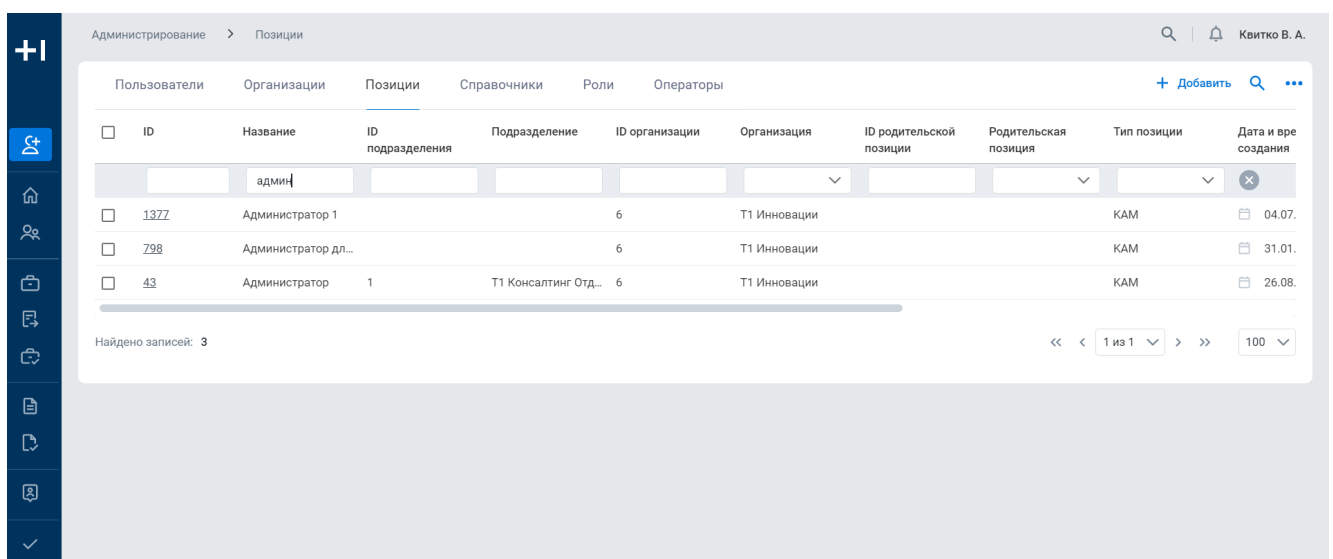 Администрирование > Позиции Квитко В. А.
Пользователи Организации Позиции Справочники Роли Операторы + Добавить
ID Название ID подразделения Подразделение ID организации Организация ID родительской позиции Родительская позиция Тип позиции Дата и вре создания
админ
1377 Администратор 1 6 Т1 Инновации КАМ 04.07.
798 Администратор дл... 6 Т1 Инновации КАМ 31.01.
43 Администратор 1 Т1 Консалтинг Отд... 6 Т1 Инновации КАМ 26.08.
Найдено записей: 3 1 из 1 100